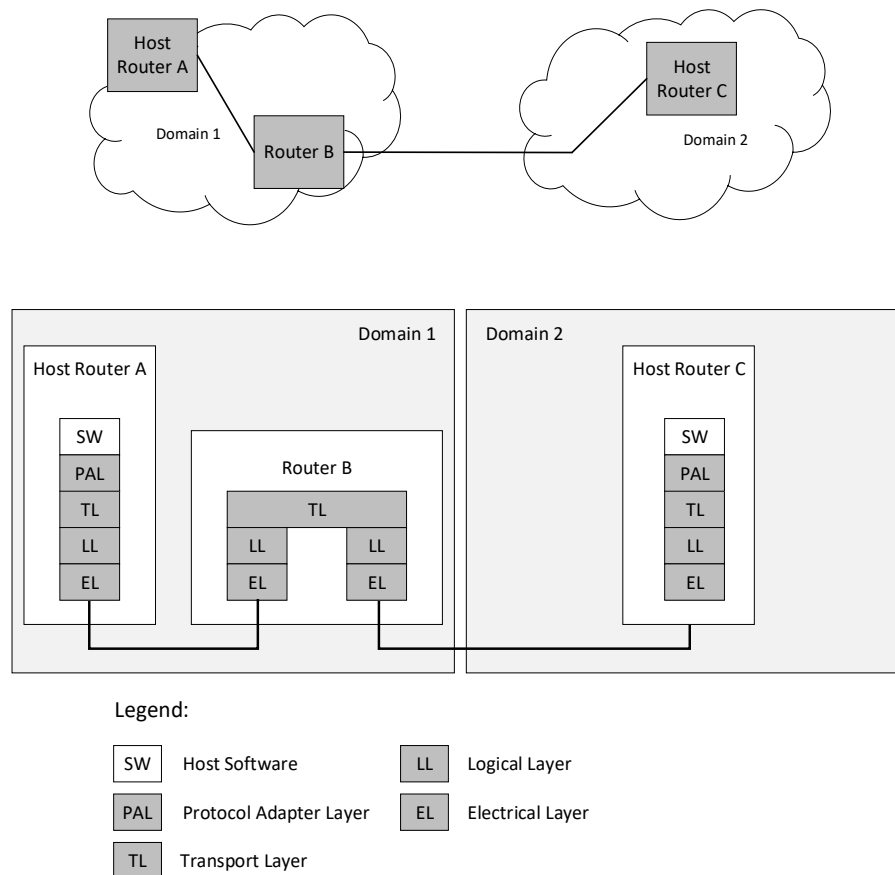 Host
Router A
Host
Router C
Domain 1
Router B
Domain 2
Domain 1
Domain 2
Host Router A
Host Router C
SW
PAL
TL
LL
EL
Router B
TL
LL
LL
EL
EL
SW
PAL
TL
LL
EL
Legend:
SW Host Software
LL Logical Layer
PAL Protocol Adapter Layer
EL Electrical Layer
TL Transport Layer